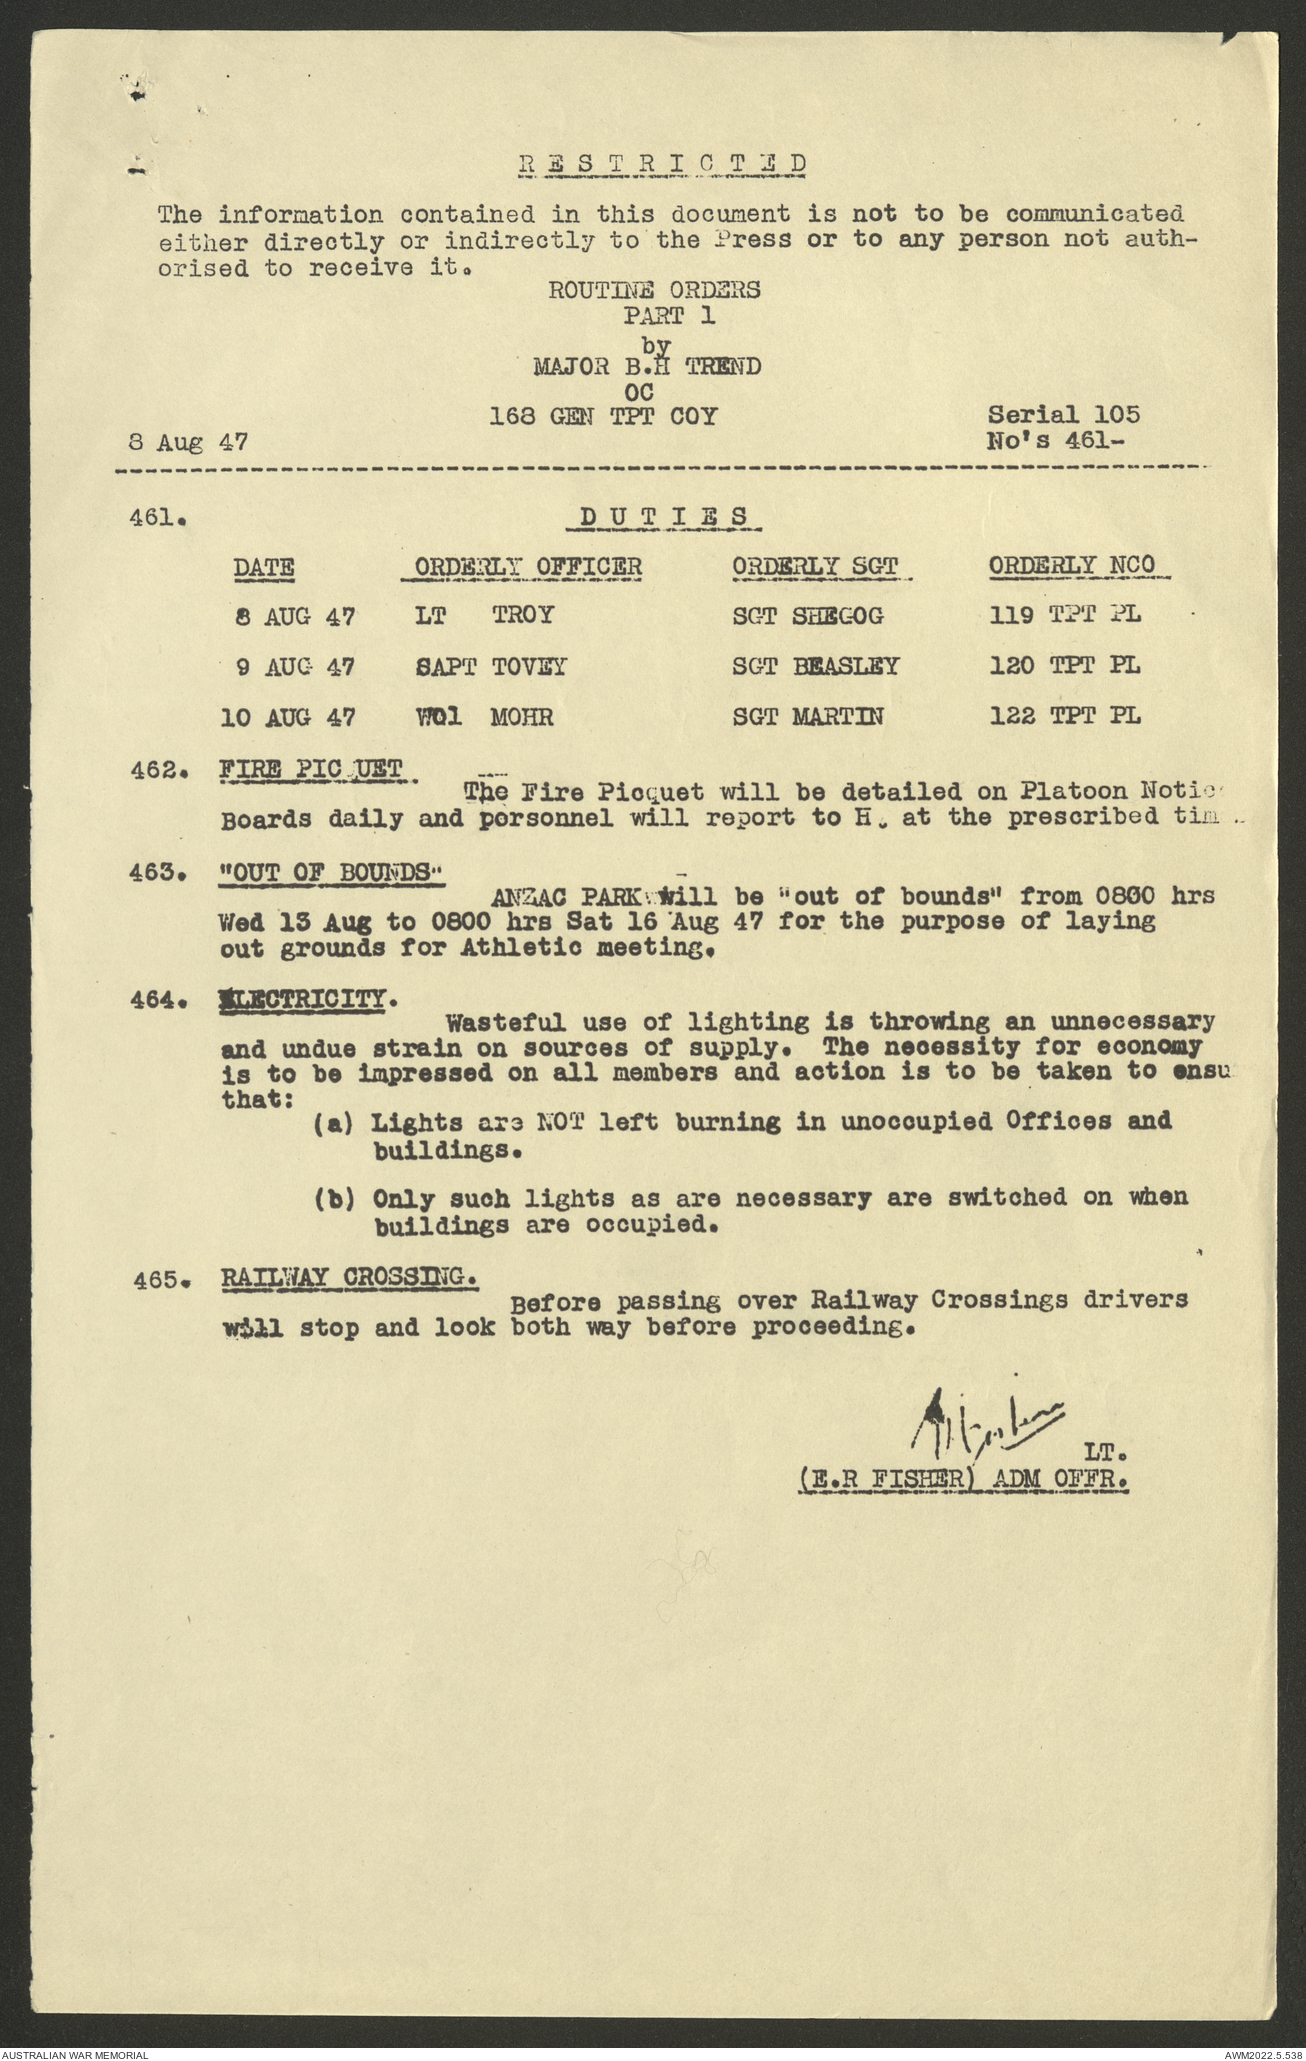 R E S T R I C T E D
The information contained in this document is not to be communicated
either directly or indirectly to the Press or to any person not auth-
orised to receive it.
ROUTINE ORDERS
PART 1
by
MAJOR B.H TREND
OC
168 GEN TPT COY
Serial 105
8 Aug 47
No's 461-
461. D U T I E S
DATE ORDERLY OFFICER ORDERLY SGT ORDERLY NCO
8 AUG 47 LT TROY SGT SHEGOG 119 TPT PL
9 AUG 47 SAPT TOVEY SGT BEASLEY 120 TPT PL
10 AUG 47 WO1 MOHR SGT MARTIN 122 TPT PL
462. FIRE PIC UET.
The Fire Picquet will be detailed on Platoon Notic
Boards daily and personnel will report to H. at the prescribed tim
463. "OUT OF BOUNDS"
ANZAC PARK will be "out of bounds" from 0800 hrs
Wed 13 Aug to 0800 hrs Sat 16 Aug 47 for the purpose of laying
out grounds for Athletic meeting.
464. ELECTRICITY.
Wasteful use of lighting is throwing an unnecessary
and undue strain on sources of supply. The necessity for economy
is to be impressed on all members and action is to be taken to ensu
that:
(a) Lights are NOT left burning in unoccupied Offices and
buildings.
(b) Only such lights as are necessary are switched on when
buildings are occupied.
465. RAILWAY CROSSING.
Before passing over Railway Crossings drivers
will stop and look both way before proceeding.
LT.
(E.R FISHER) ADM OFFR.
AUSTRALIAN WAR MEMORIAL
AWM2022.5.538